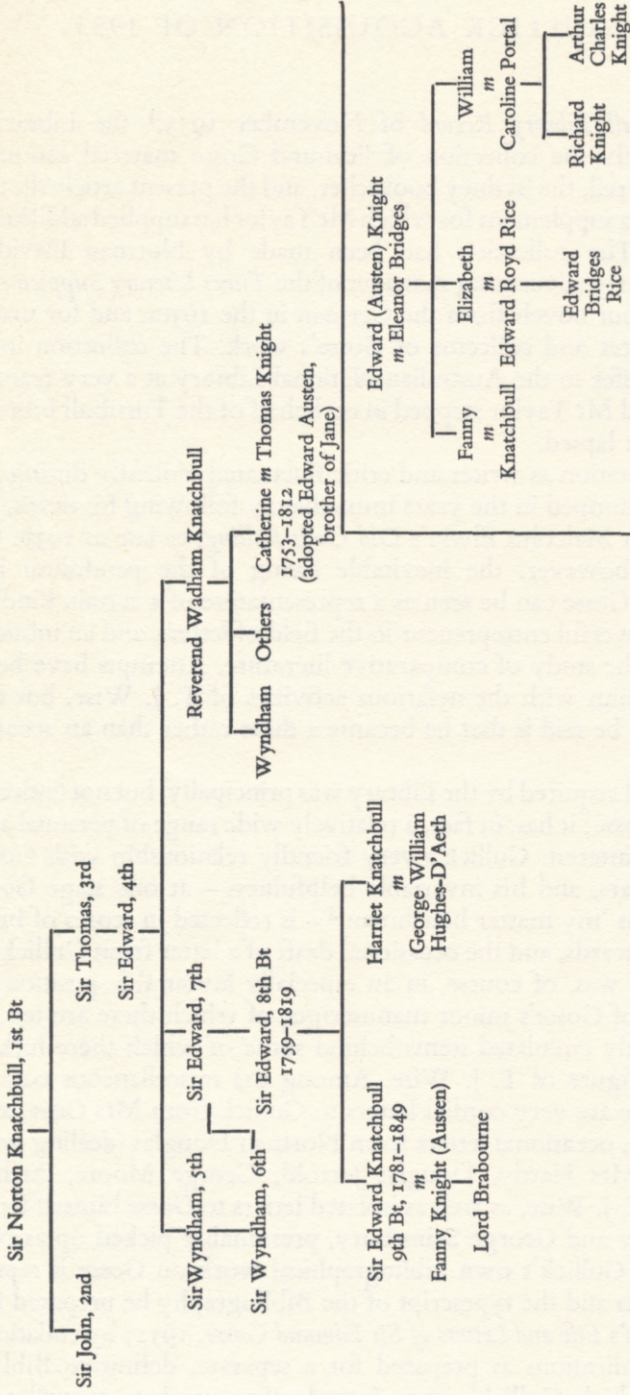 Sir Norton Knatchbull, 1st Bt
Sir John, 2nd
Sir Thomas, 3rd
Sir Edward, 4th
Sir Wyndham, 5th
Sir Edward, 7th
Reverend Wadham Knatchbull
Sir Wyndham, 6th
Sir Edward, 8th Bt
1759–1819
Wyndham
Others
Catherine m Thomas Knight
1753–1812
(adopted Edward Austen,
brother of Jane)
Sir Edward Knatchbull
9th Bt, 1781–1849
m
Fanny Knight (Austen)
Lord Brabourne
Harriet Knatchbull
m
George William
Hughes-D'Aeth
Edward (Austen) Knight
m Eleanor Bridges
Fanny
m
Knatchbull
Elizabeth
m
Edward Royd Rice
William
m
Caroline Portal
Edward
Bridges
Rice
Richard
Knight
Arthur
Charles
Knight